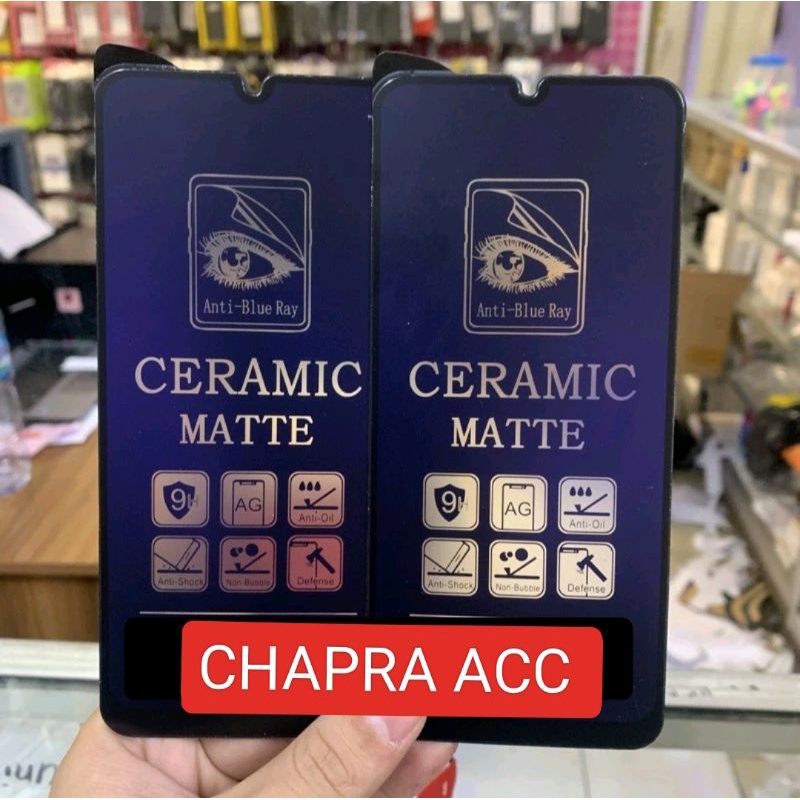 Anti-Blue Ray
CERAMIC
MATTE
9H
AG
Anti-Oil
Anti-Shock
Non-Bubble
Defense
Anti-Blue Ray
CERAMIC
MATTE
9H
AG
Anti-Oil
Anti-Shock
Non-Bubble
Defense
CHAPRA ACC